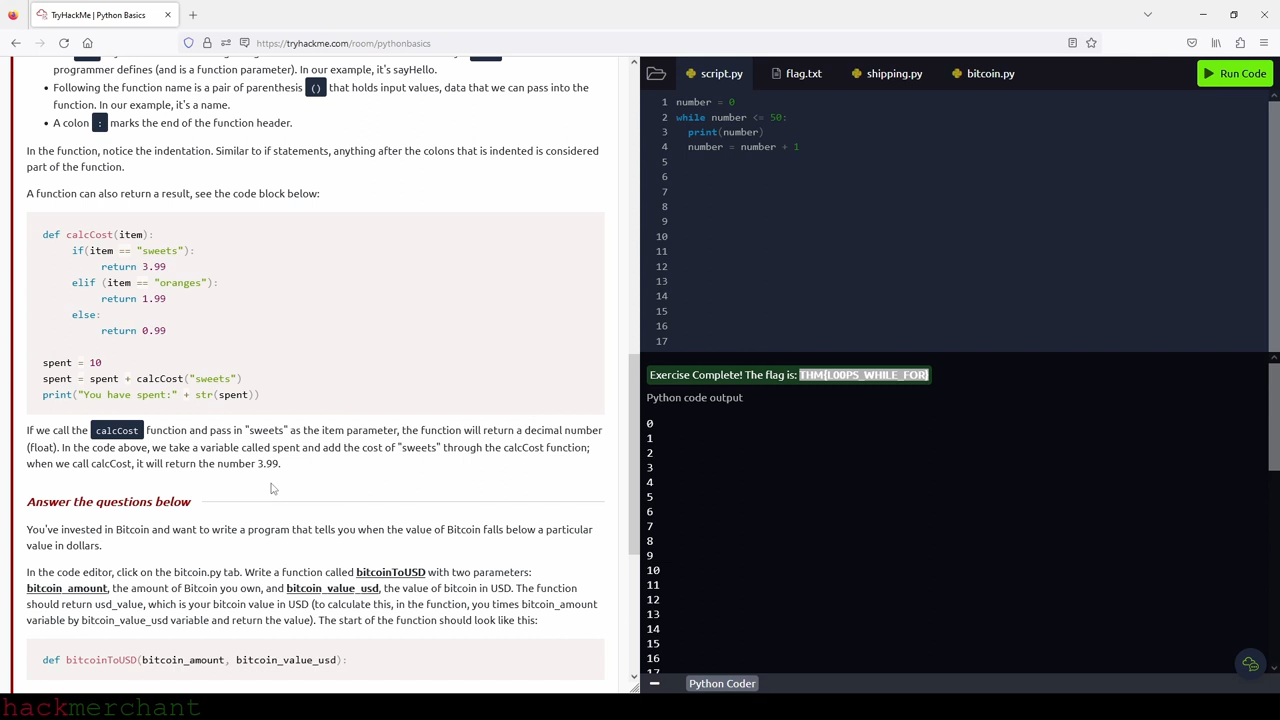 TryHackMe | Python Basics
https://tryhackme.com/room/pythonbasics
programmer defines (and is a function parameter). In our example, it's sayHello.
Following the function name is a pair of parenthesis () that holds input values, data that we can pass into the
function. In our example, it's a name.
A colon : marks the end of the function header.
In the function, notice the indentation. Similar to if statements, anything after the colons that is indented is considered
part of the function.
A function can also return a result, see the code block below:
def calcCost(item):
if(item == "sweets"):
return 3.99
elif (item == "oranges"):
return 1.99
else:
return 0.99
spent = 10
spent = spent + calcCost("sweets")
print("You have spent:" + str(spent))
If we call the calcCost function and pass in "sweets" as the item parameter, the function will return a decimal number
(float). In the code above, we take a variable called spent and add the cost of "sweets" through the calcCost function;
when we call calcCost, it will return the number 3.99.
Answer the questions below
You've invested in Bitcoin and want to write a program that tells you when the value of Bitcoin falls below a particular
value in dollars.
In the code editor, click on the bitcoin.py tab. Write a function called bitcoinToUSD with two parameters:
bitcoin_amount, the amount of Bitcoin you own, and bitcoin_value_usd, the value of bitcoin in USD. The function
should return usd_value, which is your bitcoin value in USD (to calculate this, in the function, you times bitcoin_amount
variable by bitcoin_value_usd variable and return the value). The start of the function should look like this:
def bitcoinToUSD(bitcoin_amount, bitcoin_value_usd):
script.py flag.txt shipping.py bitcoin.py Run Code
1 number = 0
2 while number <= 50:
3 print(number)
4 number = number + 1
5
6
7
8
9
10
11
12
13
14
15
16
17
Exercise Complete! The flag is: THM{L00PS_WHILE_FOR}
Python code output
0
1
2
3
4
5
6
7
8
9
10
11
12
13
14
15
16
17
Python Coder
hackmerchant